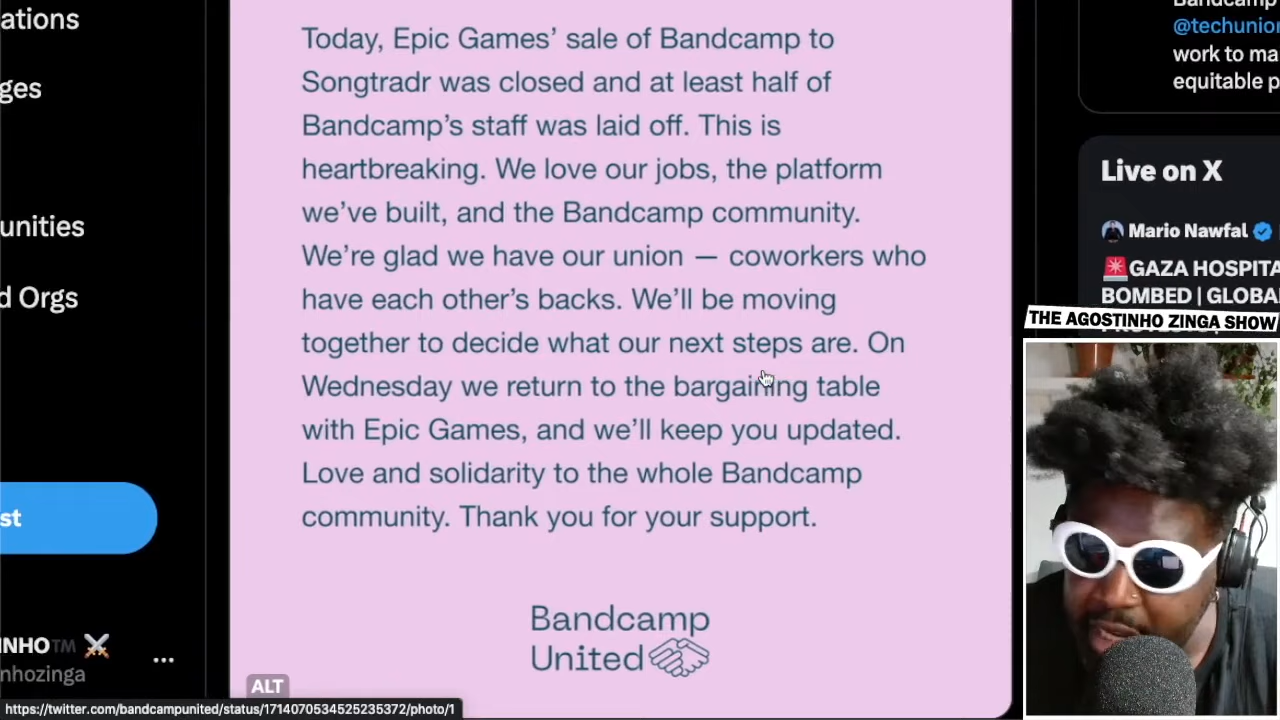 ations
ges
unities
d Orgs
st
INHO™
nhozinga
Today, Epic Games’ sale of Bandcamp to
Songtradr was closed and at least half of
Bandcamp’s staff was laid off. This is
heartbreaking. We love our jobs, the platform
we’ve built, and the Bandcamp community.
We’re glad we have our union — coworkers who
have each other’s backs. We’ll be moving
together to decide what our next steps are. On
Wednesday we return to the bargaining table
with Epic Games, and we’ll keep you updated.
Love and solidarity to the whole Bandcamp
community. Thank you for your support.
Bandcamp
United
ALT
https://twitter.com/bandcampunited/status/1714070534525235372/photo/1
Bandcamp
@techunion
work to ma
equitable p
Live on X
Mario Nawfal
GAZA HOSPITA
BOMBED | GLOBA
THE AGOSTINHO ZINGA SHOW